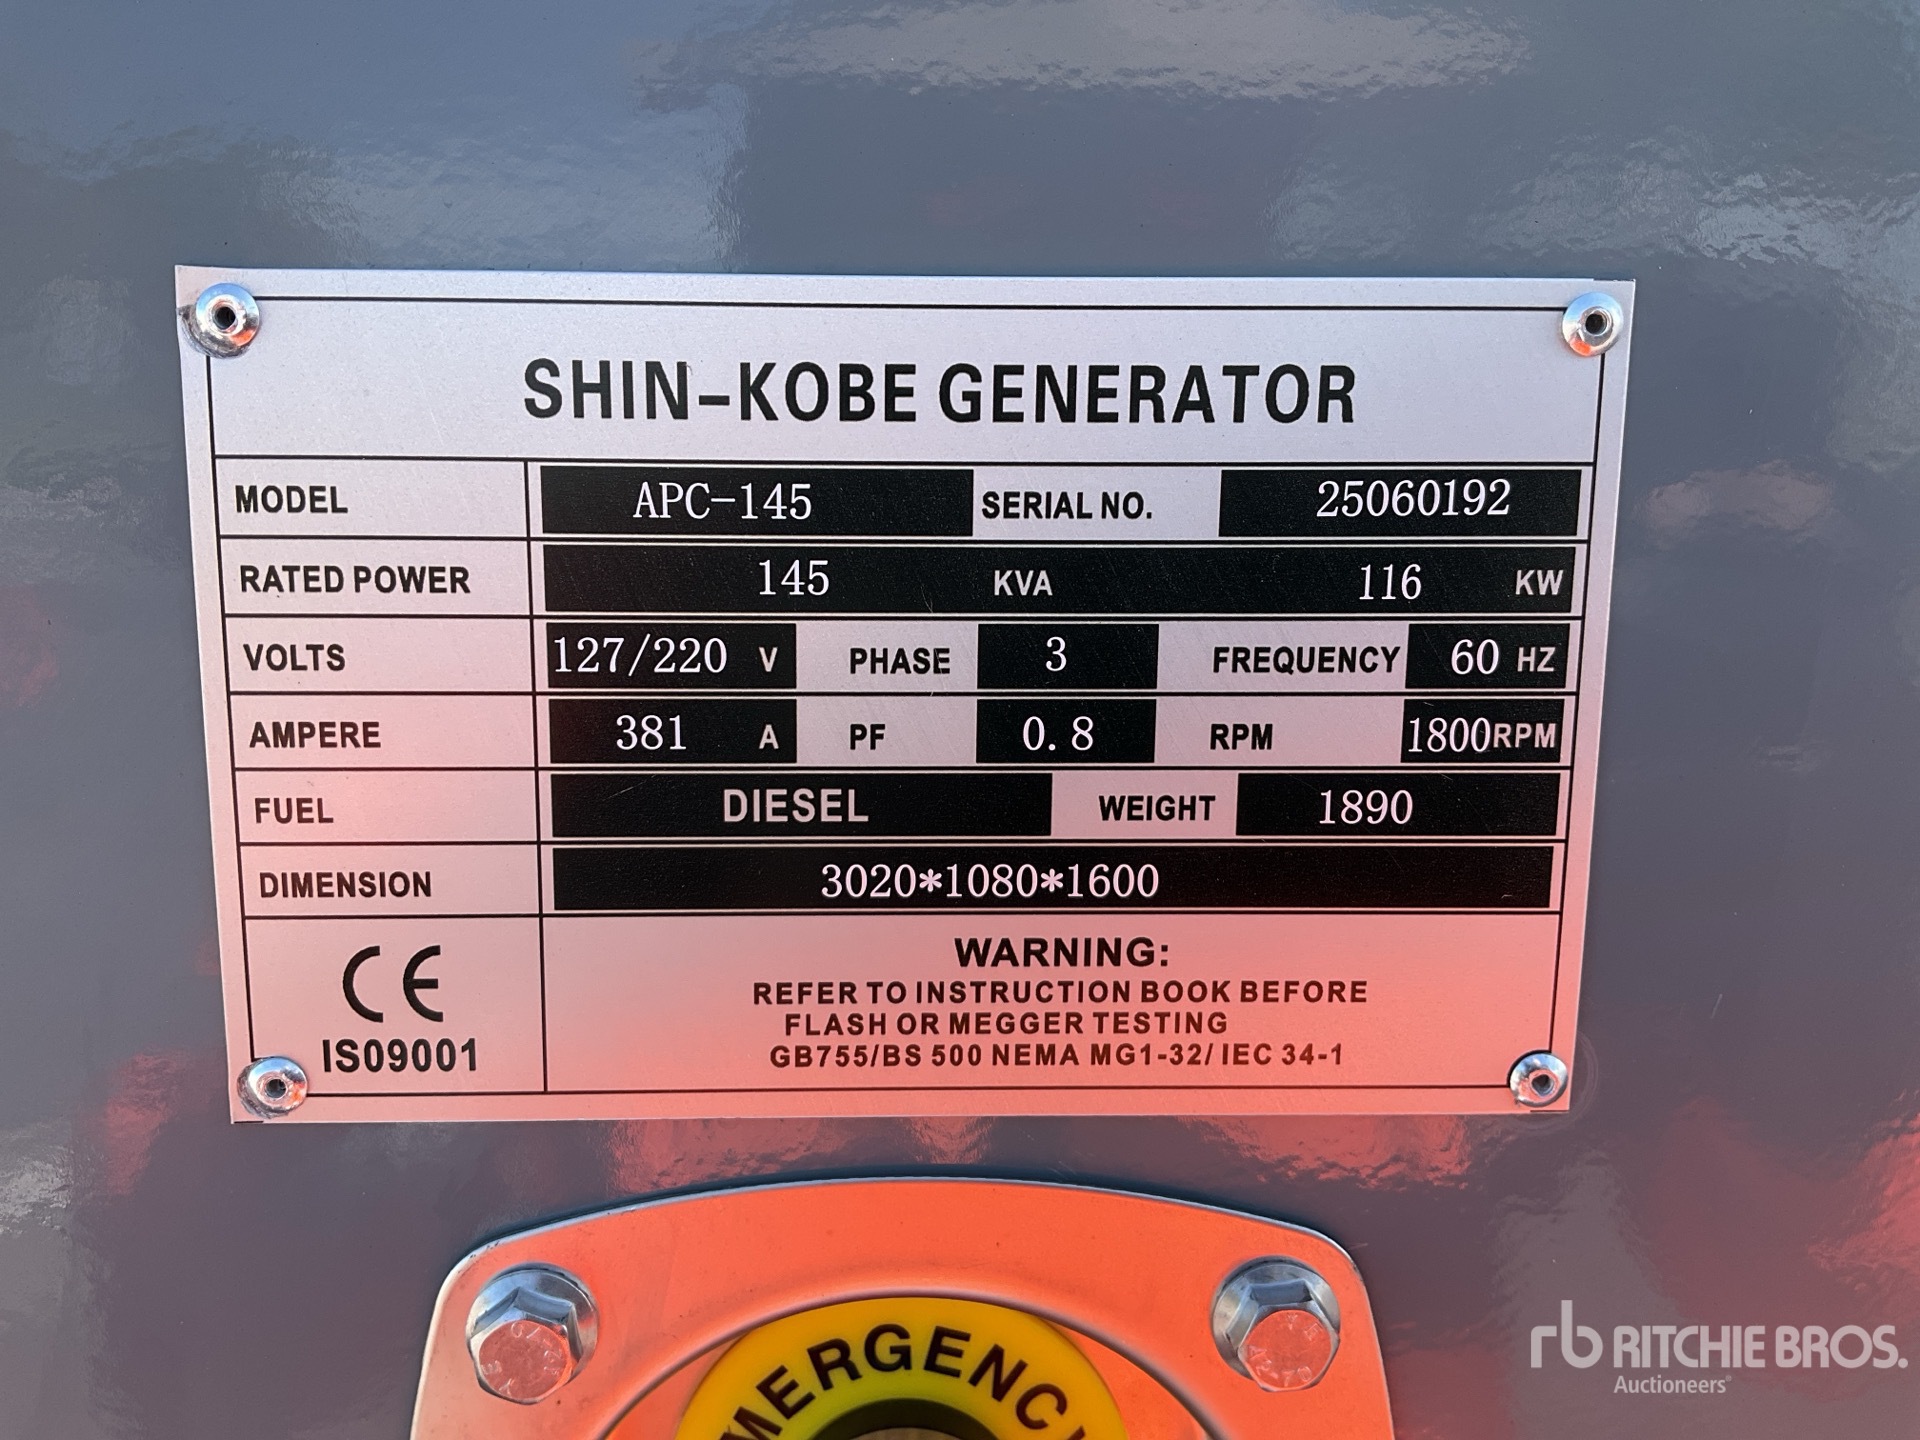 SHIN-KOBE GENERATOR
MODEL APC-145 SERIAL NO. 25060192
RATED POWER 145 KVA 116 KW
VOLTS 127/220 V PHASE 3 FREQUENCY 60 HZ
AMPERE 381 A PF 0.8 RPM 1800RPM
FUEL DIESEL WEIGHT 1890
DIMENSION 3020*1080*1600
CE
IS09001
WARNING:
REFER TO INSTRUCTION BOOK BEFORE
FLASH OR MEGGER TESTING
GB755/BS 500 NEMA MG1-32/ IEC 34-1
rb RITCHIE BROS.
Auctioneers